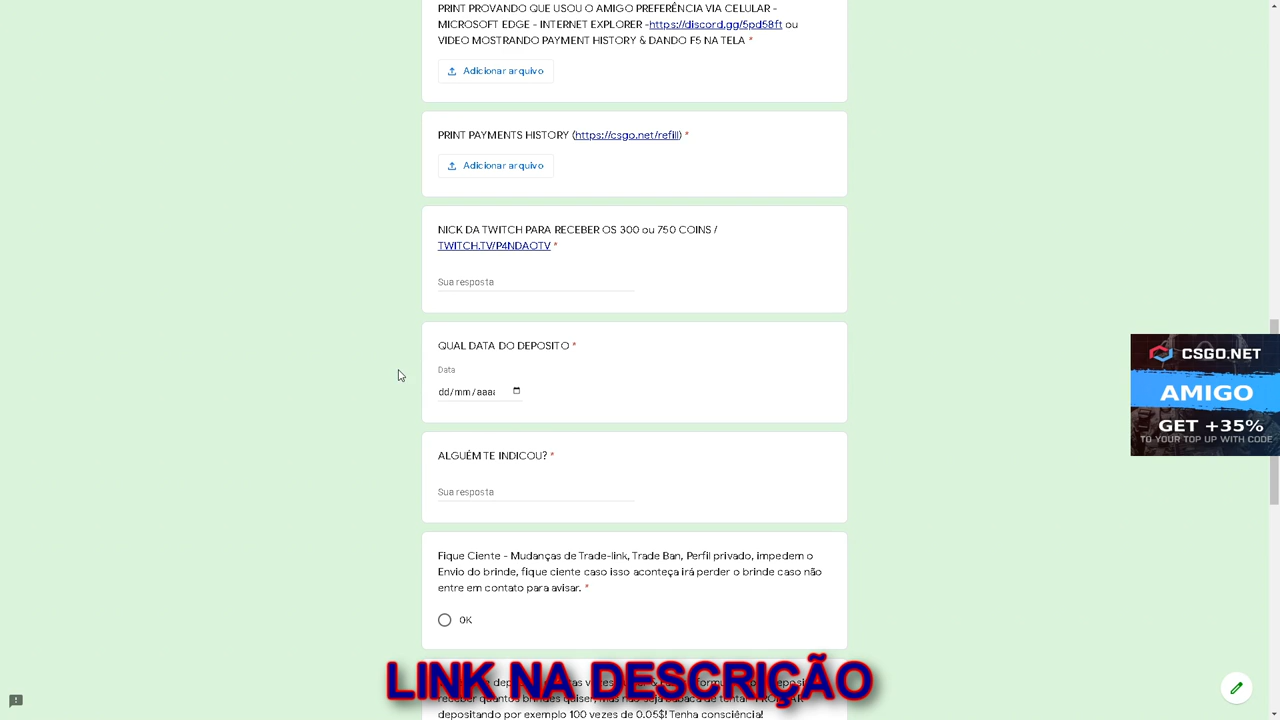 PRINT PROVANDO QUE USOU O AMIGO PREFERÊNCIA VIA CELULAR -
MICROSOFT EDGE - INTERNET EXPLORER -https://discord.gg/5pd58ft ou
VIDEO MOSTRANDO PAYMENT HISTORY & DANDO F5 NA TELA *
Adicionar arquivo
PRINT PAYMENTS HISTORY (https://csgo.net/refill) *
Adicionar arquivo
NICK DA TWITCH PARA RECEBER OS 300 ou 750 COINS /
TWITCH.TV/P4NDAOTV *
Sua resposta
QUAL DATA DO DEPOSITO *
Data
dd/mm/aaaa
CSGO.NET
AMIGO
GET +35%
TO YOUR TOP UP WITH CODE
ALGUÉM TE INDICOU? *
Sua resposta
Fique Ciente - Mudanças de Trade-link, Trade Ban, Perfil privado, impedem o
Envio do brinde, fique ciente caso isso aconteça irá perder o brinde caso não
entre em contato para avisar. *
OK
LINK NA DESCRIÇÃO
receber quantos brindes quiser, mas não
depositando por exemplo 100 vezes de 0.05$! Tenha consciência!